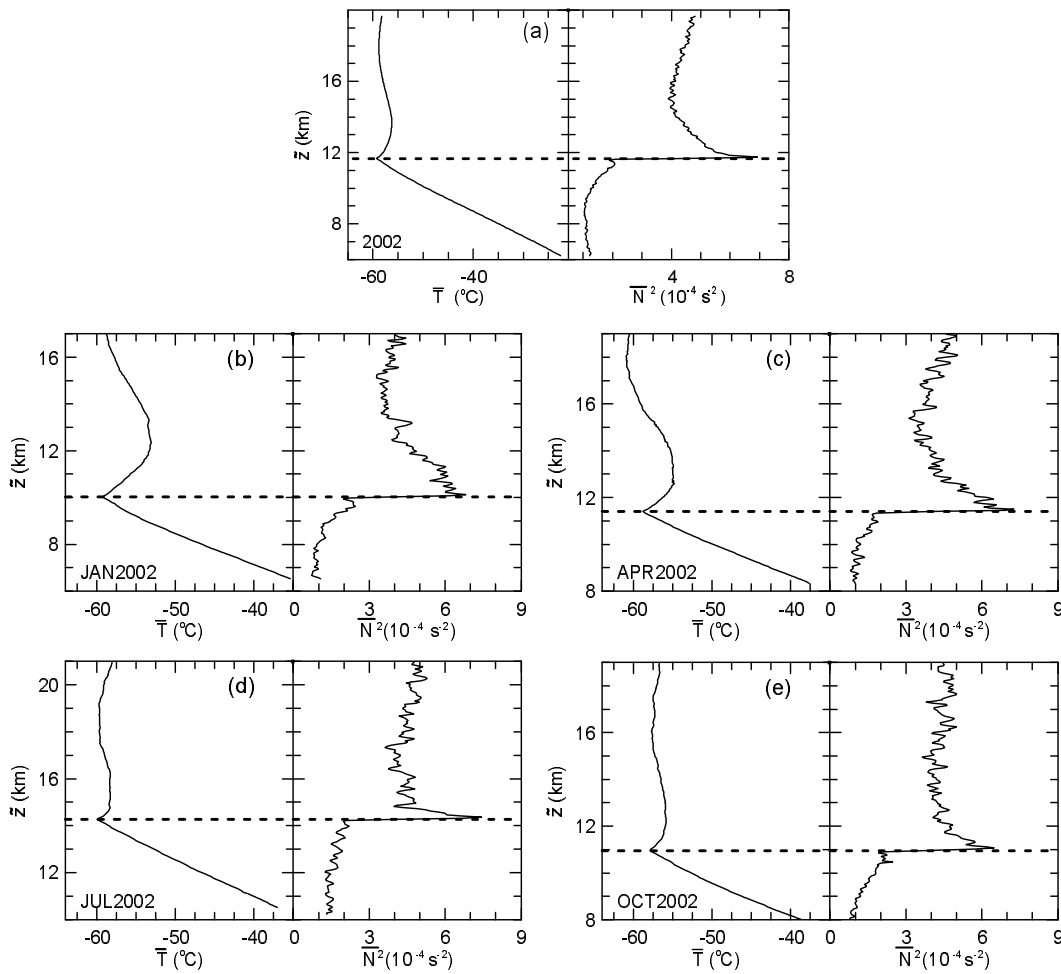 (a)
z̃ (km)
16
12
8
2002
-60 -40 4 8
T̅ (°C) N̅² (10⁻⁴ s⁻²)
(b)
z̃ (km)
16
12
8
JAN2002
-60 -50 -40 0 3 6 9
T̅ (°C) N̅² (10⁻⁴ s⁻²)
(c)
z̃ (km)
16
14
12
10
8
APR2002
-60 -50 -40 0 3 6 9
T̅ (°C) N̅² (10⁻⁴ s⁻²)
(d)
z̃ (km)
20
16
12
JUL2002
-60 -50 -40 0 3 6 9
T̅ (°C) N̅² (10⁻⁴ s⁻²)
(e)
z̃ (km)
16
12
8
OCT2002
-60 -50 -40 0 3 6 9
T̅ (°C) N̅² (10⁻⁴ s⁻²)